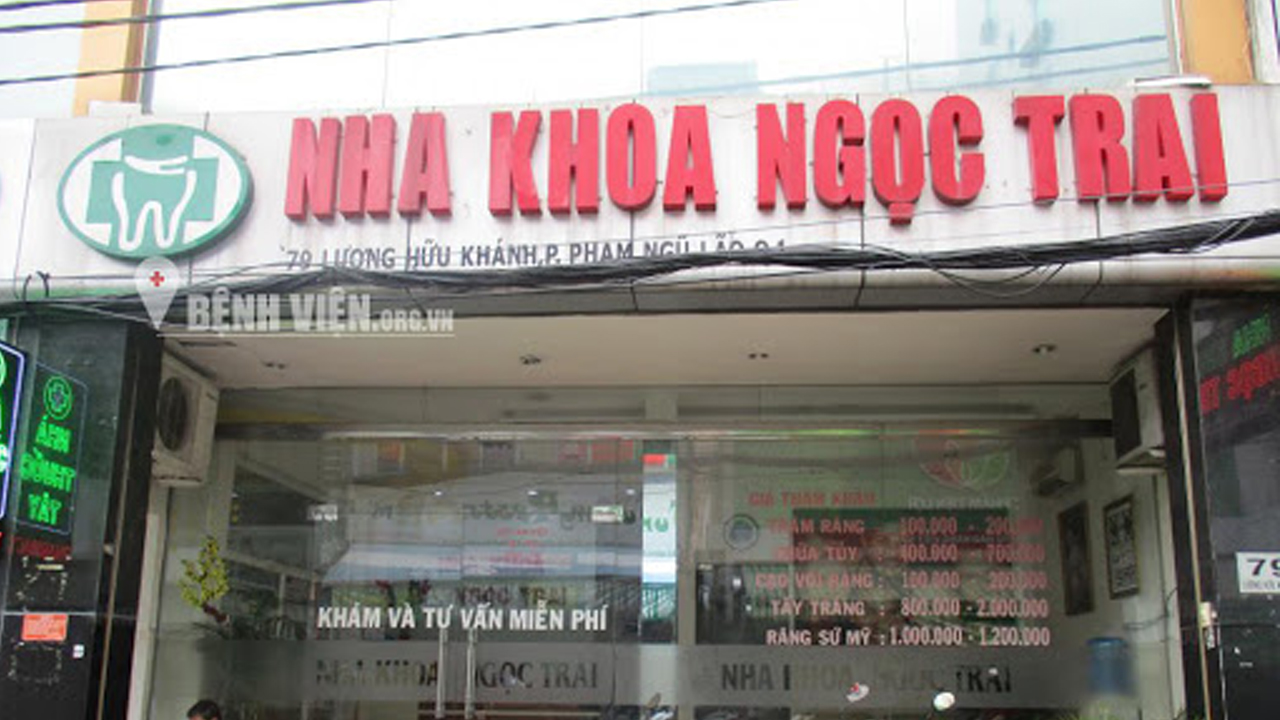 NHA KHOA NGỌC TRAI
79 LƯƠNG HỮU KHÁNH, P. PHẠM NGŨ LÃO Q.1
BỆNH VIỆN.ORG.VN
GIÁ THAM KHẢO
TRÁM RĂNG : 100.000 - 200.000
CHỮA TỦY : 400.000 - 700.000
CẠO VÔI RĂNG : 100.000 - 200.000
TẨY TRẮNG : 800.000 - 2.000.000
RĂNG SỨ MỸ : 1.000.000 - 1.200.000
KHÁM VÀ TƯ VẤN MIỄN PHÍ
NHA KHOA NGỌC TRAI
NHA KHOA NGỌC TRAI
79